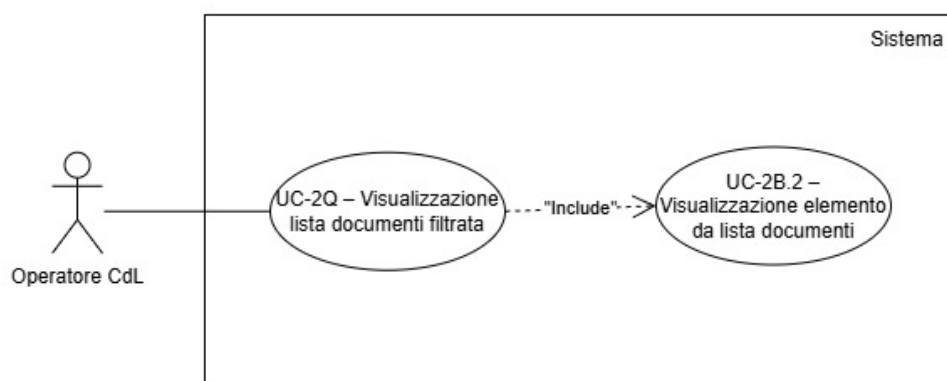 Sistema
Operatore CdL
UC-2Q – Visualizzazione
lista documenti filtrata
"Include"
UC-2B.2 –
Visualizzazione elemento
da lista documenti